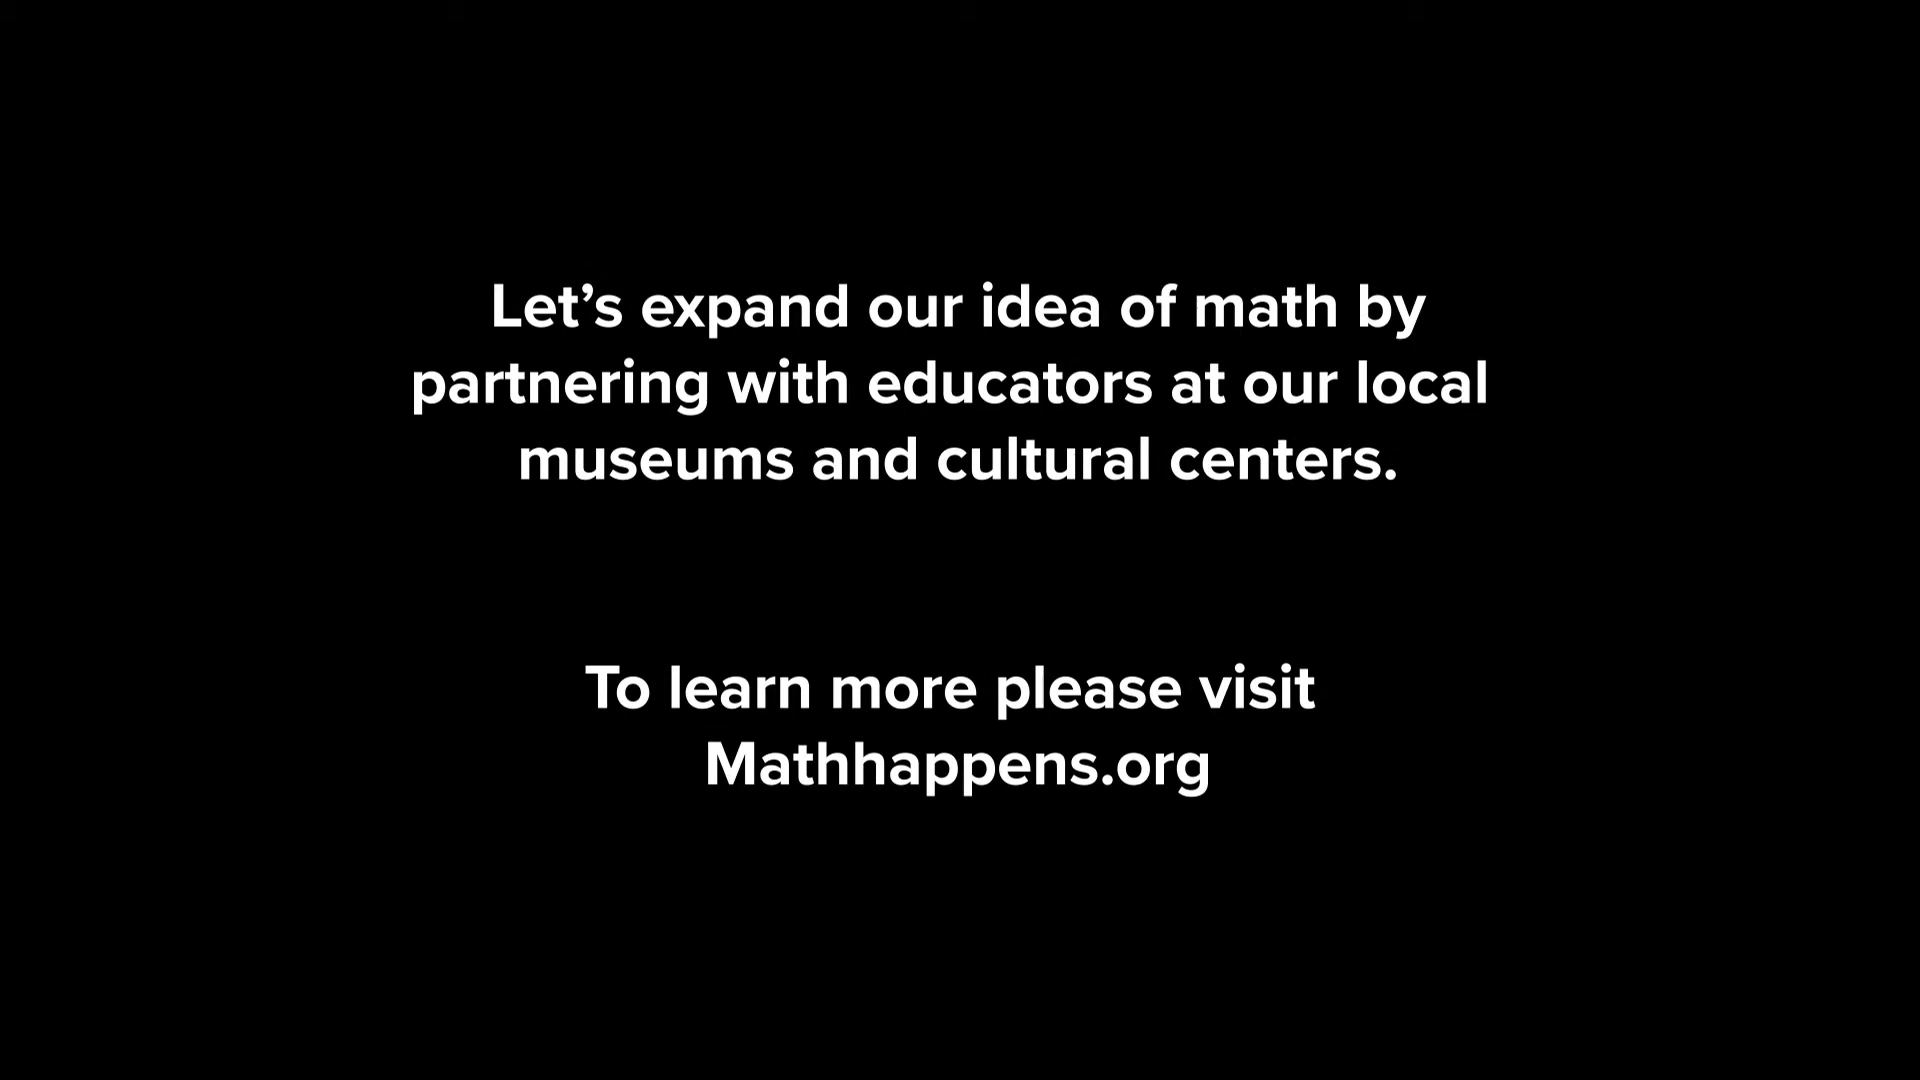 Let’s expand our idea of math by
partnering with educators at our local
museums and cultural centers.
To learn more please visit
Mathhappens.org